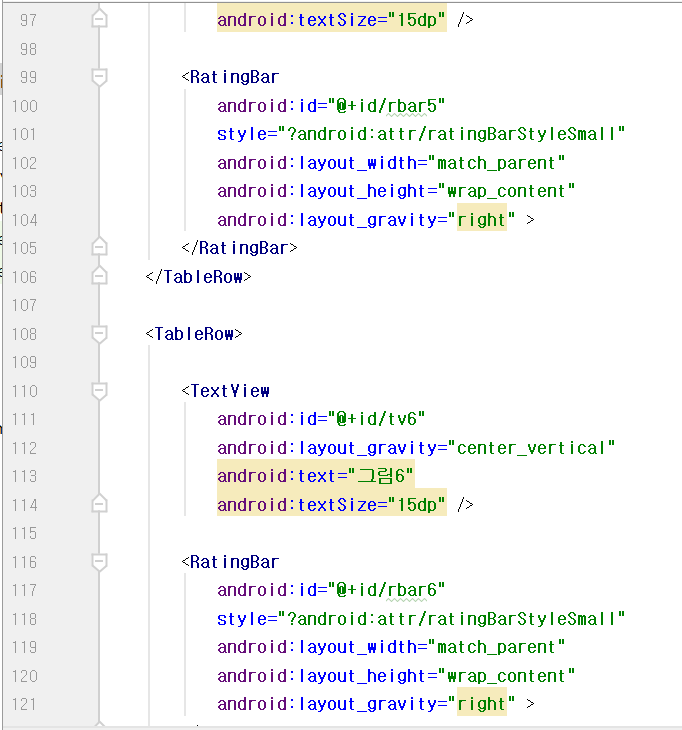 97 android:textSize="15dp" />
98
99 <RatingBar
100 android:id="@+id/rbar5"
101 style="?android:attr/ratingBarStyleSmall"
102 android:layout_width="match_parent"
103 android:layout_height="wrap_content"
104 android:layout_gravity="right" >
105 </RatingBar>
106 </TableRow>
107
108 <TableRow>
109
110 <TextView
111 android:id="@+id/tv6"
112 android:layout_gravity="center_vertical"
113 android:text="그림6"
114 android:textSize="15dp" />
115
116 <RatingBar
117 android:id="@+id/rbar6"
118 style="?android:attr/ratingBarStyleSmall"
119 android:layout_width="match_parent"
120 android:layout_height="wrap_content"
121 android:layout_gravity="right" >